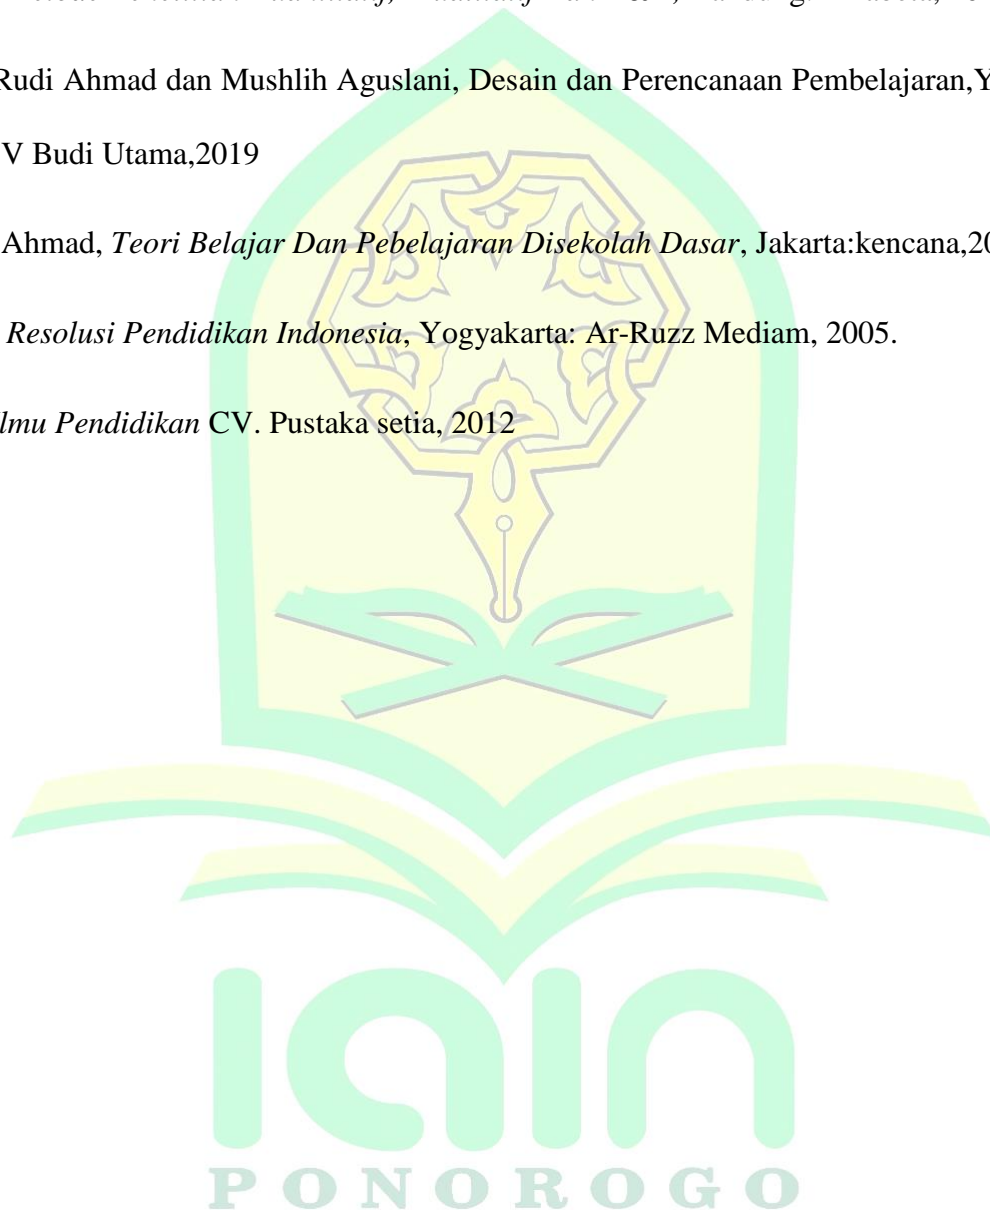 Rudi Ahmad dan Mushlih Aguslani, Desain dan Perencanaan Pembelajaran,Y
V Budi Utama,2019
Ahmad, Teori Belajar Dan Pebelajaran Disekolah Dasar, Jakarta:kencana,20
Resolusi Pendidikan Indonesia, Yogyakarta: Ar-Ruzz Mediam, 2005.
lmu Pendidikan CV. Pustaka setia, 2012
iain
PONOROGO